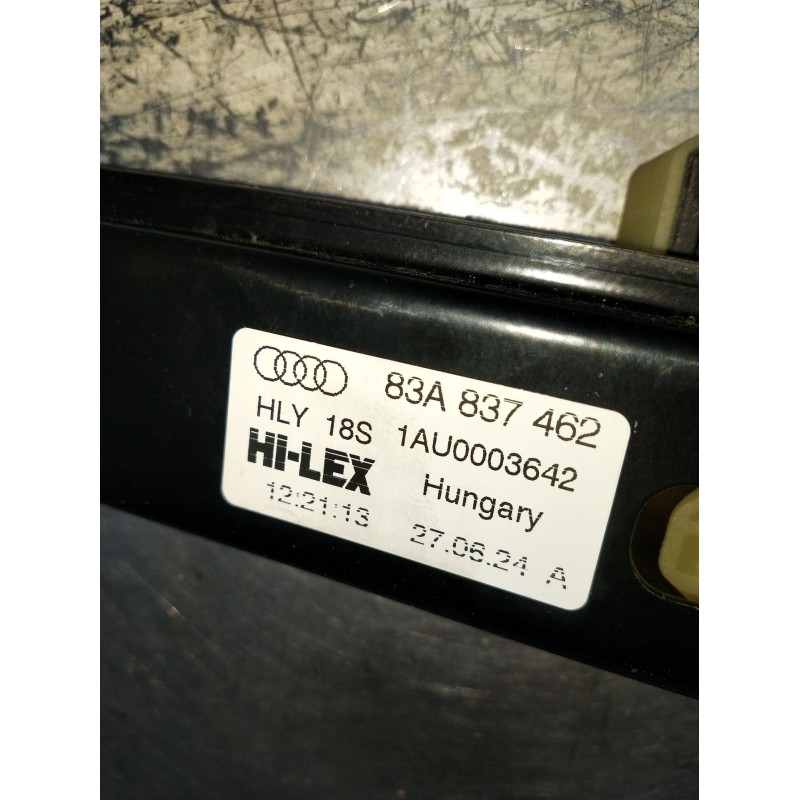 83A 837 462
HLY 18S 1AU0003642
HI-LEX Hungary
12:21:13 27.06.24 A